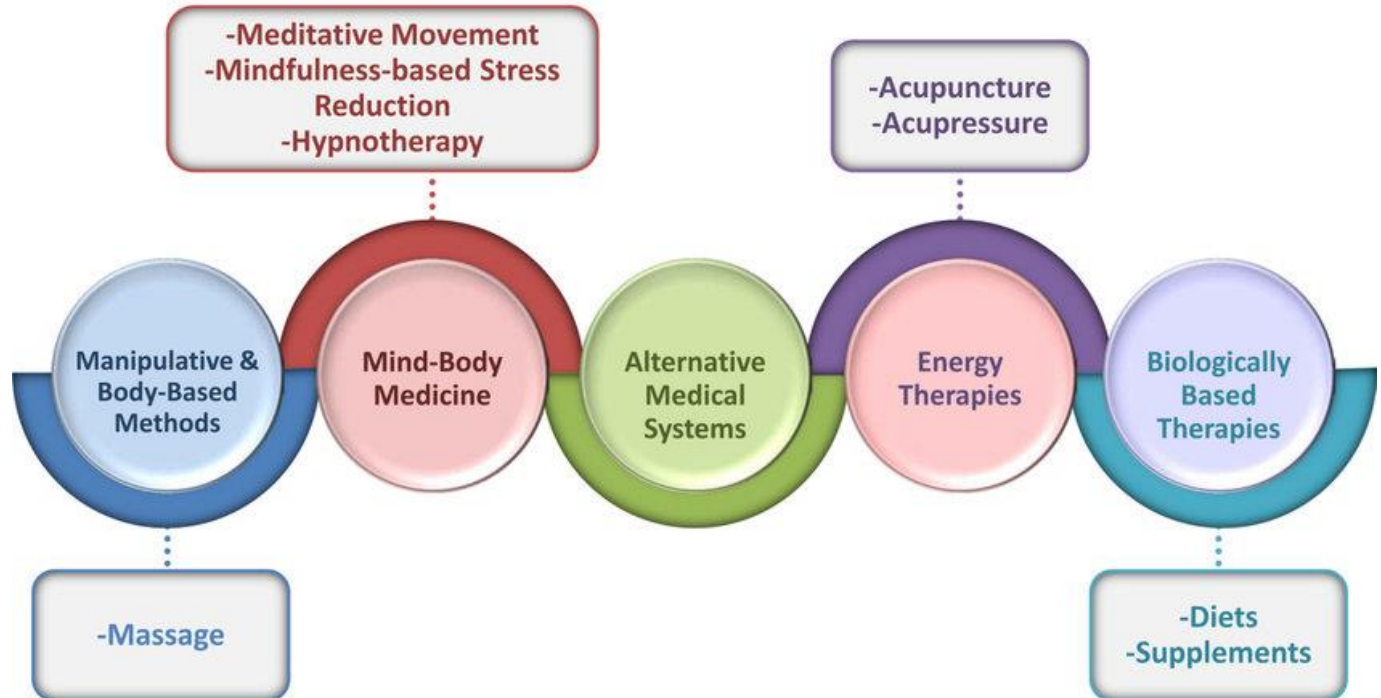 -Meditative Movement
-Mindfulness-based Stress
Reduction
-Hypnotherapy
-Acupuncture
-Acupressure
Manipulative &
Body-Based
Methods
Mind-Body
Medicine
Alternative
Medical
Systems
Energy
Therapies
Biologically
Based
Therapies
-Massage
-Diets
-Supplements